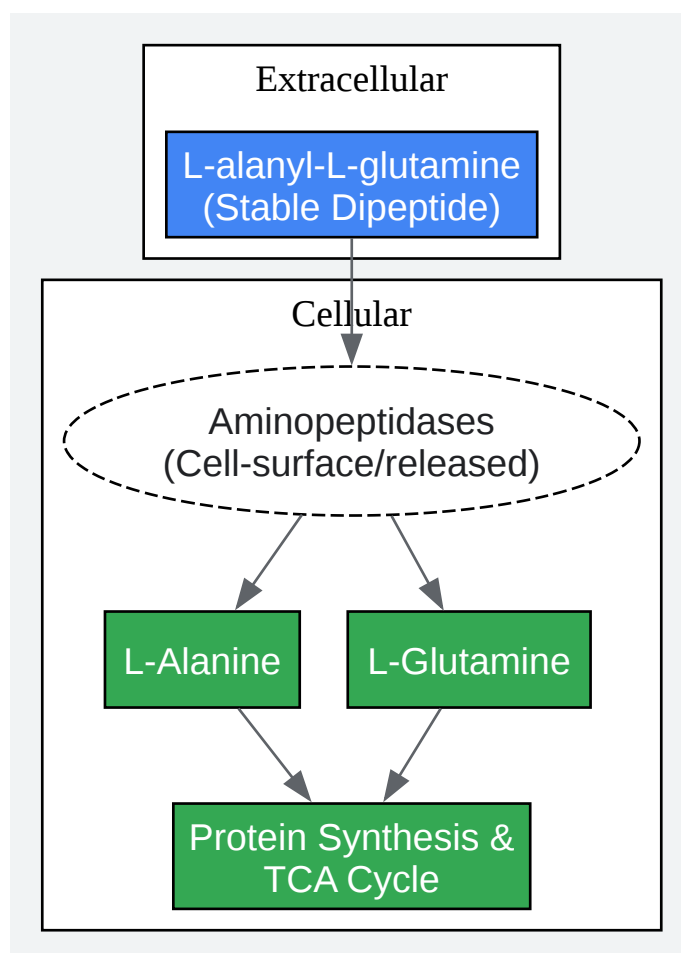 Extracellular
L-alanyl-L-glutamine
(Stable Dipeptide)
Cellular
Aminopeptidases
(Cell-surface/released)
L-Alanine
L-Glutamine
Protein Synthesis &
TCA Cycle